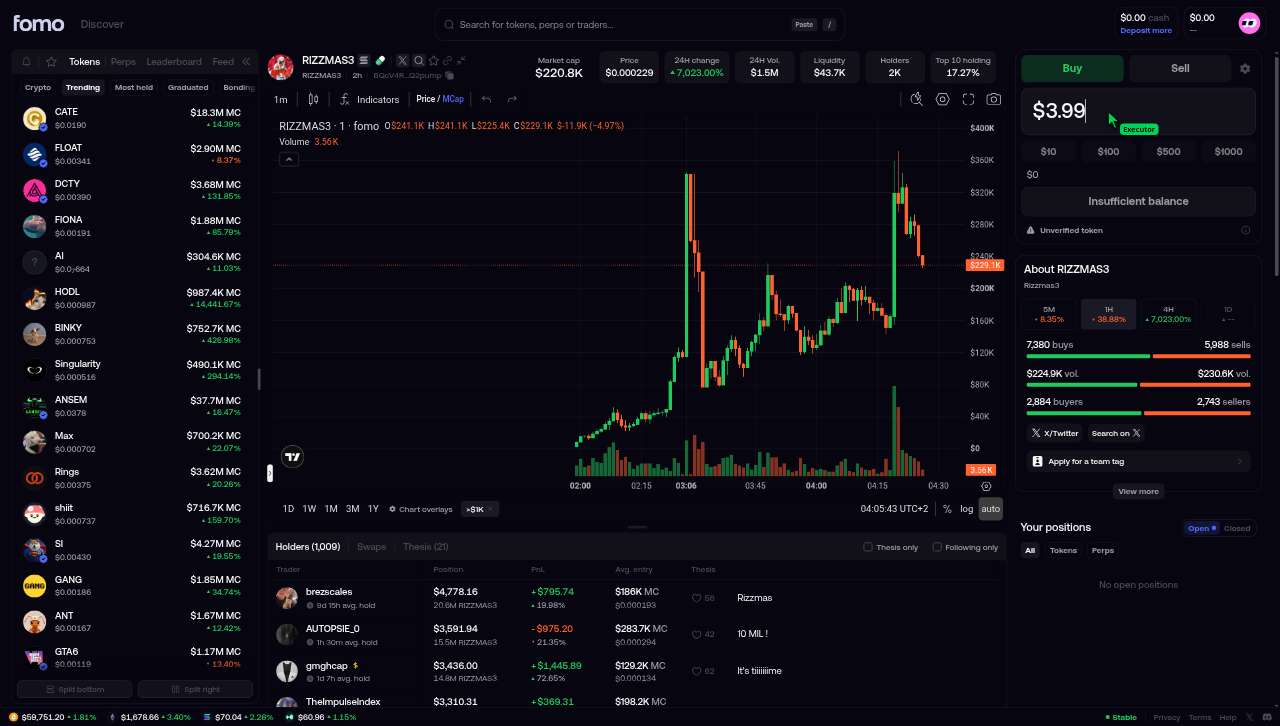 fomo Discover
Search for tokens, perps or traders... Paste /
$0.00 cash Deposit more $0.00 —
Tokens Perps Leaderboard Feed
Crypto Trending Most held Graduated Bonding
CATE $18.3M MC
$0.0190 14.39%
FLOAT $2.90M MC
$0.00341 8.37%
DCTY $3.68M MC
$0.00390 131.85%
FIONA $1.88M MC
$0.00191 85.79%
AI $304.6K MC
? $0.0₇664 11.03%
HODL $987.4K MC
$0.000987 14,441.67%
BINKY $752.7K MC
$0.000753 426.98%
Singularity $490.1K MC
$0.000516 294.14%
ANSEM $37.7M MC
$0.0378 16.47%
Max $700.2K MC
$0.000702 22.07%
Rings $3.62M MC
$0.00375 20.26%
shiit $716.7K MC
$0.000737 159.70%
SI $4.27M MC
$0.00430 19.55%
GANG $1.85M MC
GANG $0.00186 34.74%
ANT $1.67M MC
$0.00167 12.42%
GTA6 $1.17M MC
$0.00119 13.40%
Split bottom Split right
RIZZMAS3
RIZZMAS3 2h 6QcV4R...Q2pump
Market cap Price 24H change 24H Vol. Liquidity Holders Top 10 holding
$220.8K $0.000229 7,023.00% $1.5M $43.7K 2K 17.27%
1m Indicators Price / MCap
RIZZMAS3 · 1 · fomo O$241.1K H$241.1K L$225.4K C$229.1K $-11.9K (−4.97%)
Volume 3.56K
$400K
$360K
$320K
$280K
$240K
$229.1K
$200K
$160K
$120K
$80K
$40K
$0
3.56K
02:00 02:15 03:06 03:45 04:00 04:15 04:30
1D 1W 1M 3M 1Y Chart overlays >$1K 04:05:43 UTC+2 % log auto
Holders (1,009) Swaps Thesis (21) Thesis only Following only
Trader Position PnL Avg. entry Thesis
brezscales $4,778.16 +$795.74 $186K MC
9d 15h avg. hold 20.6M RIZZMAS3 19.98% $0.000193 58 Rizzmas
AUTOPSIE_0 $3,591.94 -$975.20 $283.7K MC
1h 30m avg. hold 15.5M RIZZMAS3 21.35% $0.000294 42 10 MIL !
gmghcap $3,436.00 +$1,445.89 $129.2K MC
1d 7h avg. hold 14.8M RIZZMAS3 72.65% $0.000134 62 It's tiiiiiiime
TheImpulseIndex $3,310.31 +$369.31 $198.2K MC
Buy Sell
$3.99
Executor
$10 $100 $500 $1000
$0
Insufficient balance
Unverified token
About RIZZMAS3
Rizzmas3
5M 1H 4H 1D
8.35% 38.88% 7,023.00% --
7,380 buys 5,988 sells
$224.9K vol. $230.6K vol.
2,884 buyers 2,743 sellers
X/Twitter Search on X
Apply for a team tag
View more
Your positions Open Closed
All Tokens Perps
No open positions
$59,751.20 1.81% $1,678.66 3.40% $70.04 2.26% $60.96 1.15%
Stable Privacy Terms Help